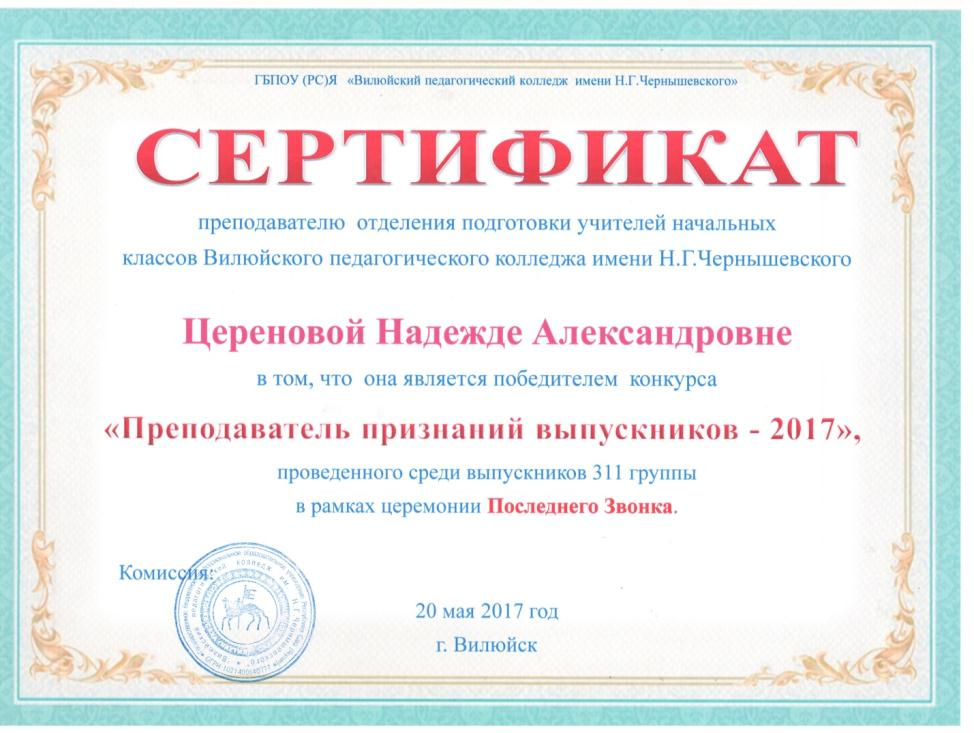 ГБПОУ (РС)Я «Вилюйский педагогический колледж имени Н.Г.Чернышевского»
СЕРТИФИКАТ
преподавателю отделения подготовки учителей начальных
классов Вилюйского педагогического колледжа имени Н.Г.Чернышевского
Цереновой Надежде Александровне
в том, что она является победителем конкурса
«Преподаватель признаний выпускников - 2017»,
проведенного среди выпускников 311 группы
в рамках церемонии Последнего Звонка.
Комиссия:
20 мая 2017 год
г. Вилюйск